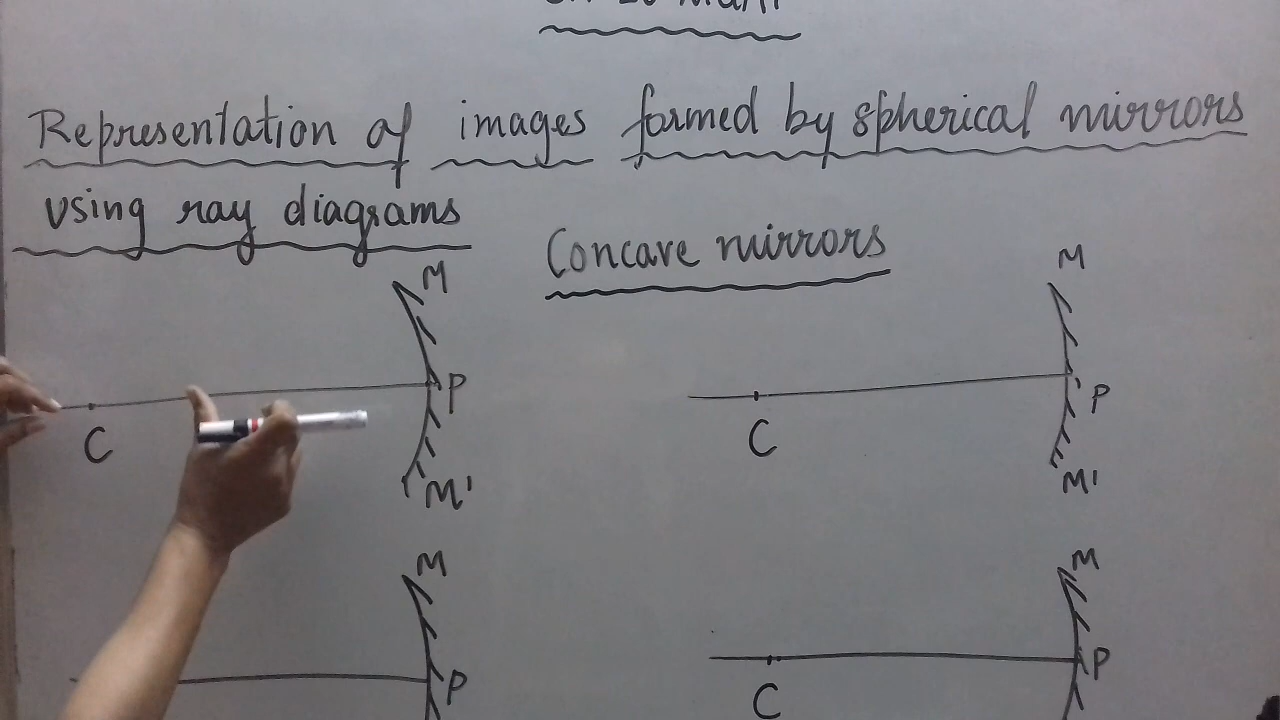 Representation of images formed by spherical mirrors
using ray diagrams
Concave mirrors
M
M
P
P
C
C
M'
M'
M
M
P
P
C